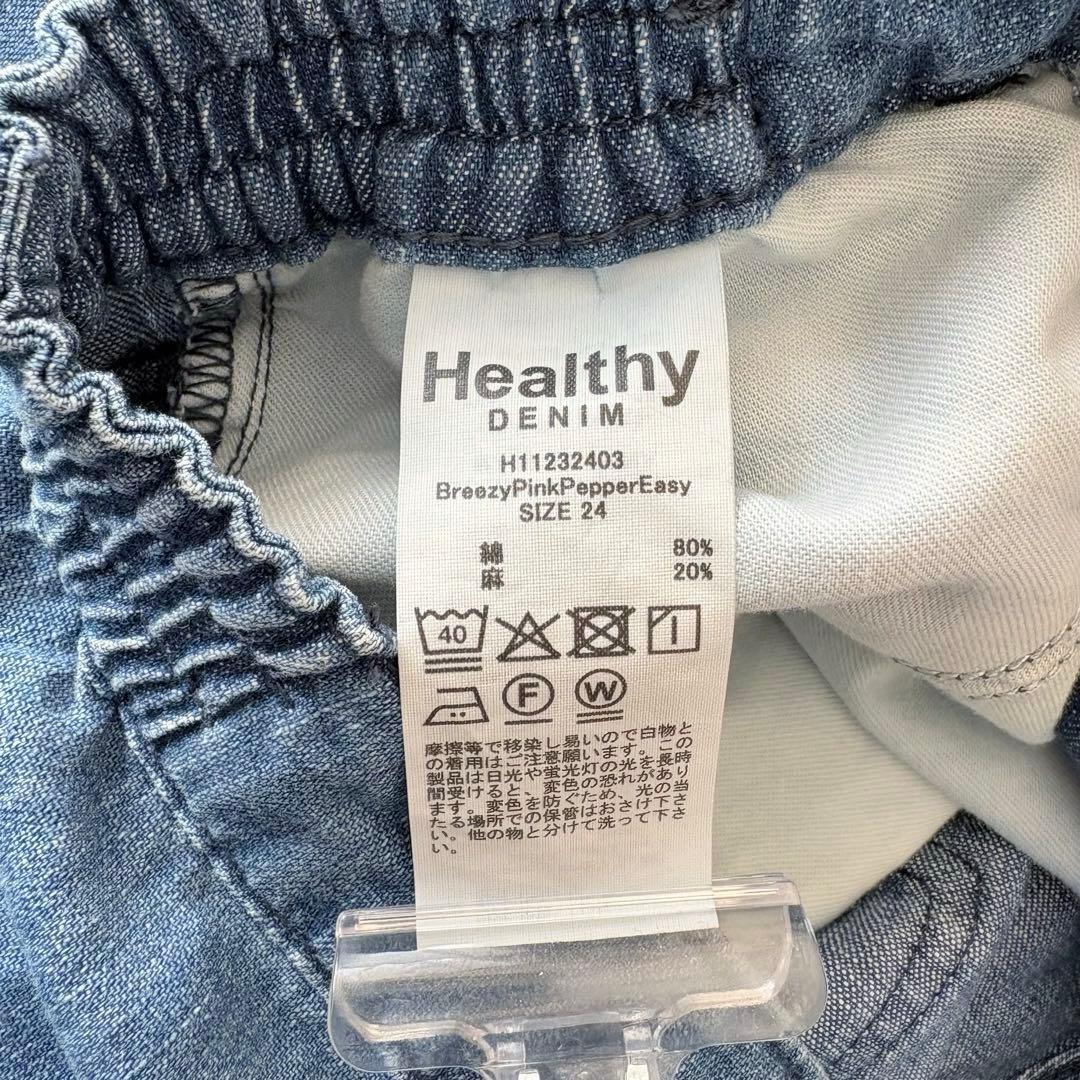 Healthy
DENIM
H11232403
BreezyPinkPepperEasy
SIZE 24
綿 80%
麻 20%
40
F W
摩擦等で移染し易いので白物と
の着用はご注意願います。この
製品は日光や蛍光灯の光を長時
間受けると、変色の恐れがあり
ます。変色を防ぐため、光の当
たる場所での保管はおさけ下さ
い。他の物と分けて洗って下さ
い。